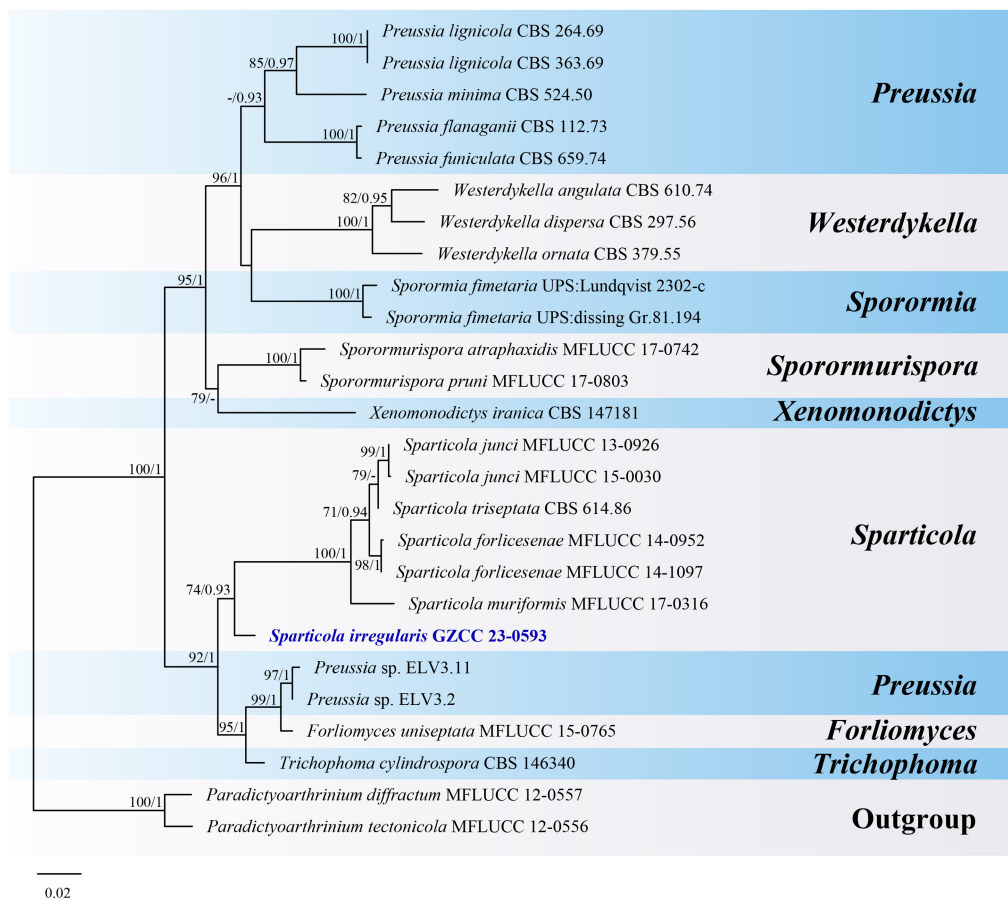 Preussia lignicola CBS 264.69
100/1
Preussia lignicola CBS 363.69
85/0.97
Preussia minima CBS 524.50
-/0.93
Preussia
Preussia flanaganii CBS 112.73
100/1
Preussia funiculata CBS 659.74
96/1
Westerdykella angulata CBS 610.74
82/0.95
Westerdykella dispersa CBS 297.56
100/1
Westerdykella
Westerdykella ornata CBS 379.55
95/1
Sporormia fimetaria UPS:Lundqvist 2302-c
100/1
Sporormia
Sporormia fimetaria UPS:dissing Gr.81.194
Sporormurispora atraphaxidis MFLUCC 17-0742
100/1
Sporormurispora
Sporormurispora pruni MFLUCC 17-0803
79/-
Xenomonodictys iranica CBS 147181
Xenomonodictys
Sparticola junci MFLUCC 13-0926
99/1
Sparticola junci MFLUCC 15-0030
79/-
100/1
Sparticola triseptata CBS 614.86
71/0.94
Sparticola
Sparticola forlicesenae MFLUCC 14-0952
100/1
98/1
Sparticola forlicesenae MFLUCC 14-1097
74/0.93
Sparticola muriformis MFLUCC 17-0316
Sparticola irregularis GZCC 23-0593
92/1
Preussia sp. ELV3.11
97/1
Preussia
Preussia sp. ELV3.2
99/1
95/1
Forliomyces uniseptata MFLUCC 15-0765
Forliomyces
Trichophoma cylindrospora CBS 146340
Trichophoma
Paradictyoarthrinium diffractum MFLUCC 12-0557
100/1
Outgroup
Paradictyoarthrinium tectonicola MFLUCC 12-0556
0.02